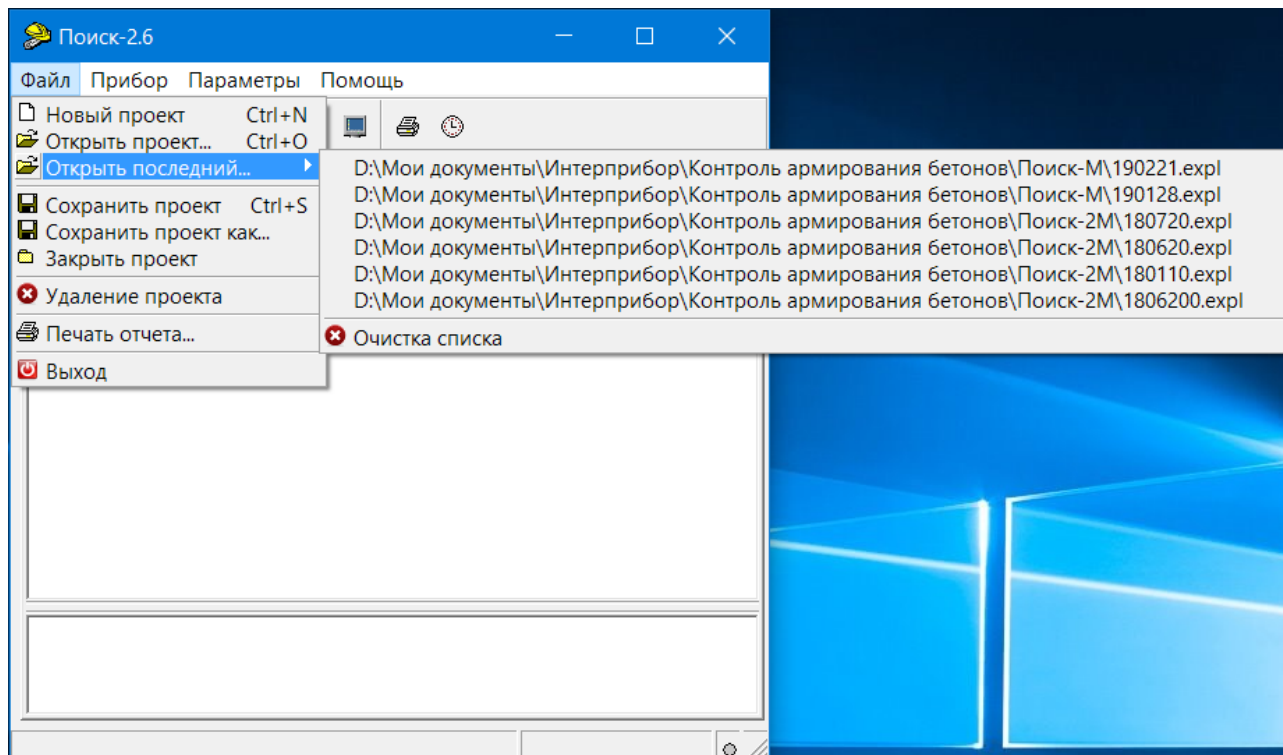 Поиск-2.6
Файл Прибор Параметры Помощь
Новый проект Ctrl+N
Открыть проект... Ctrl+O
Открыть последний...
D:\Мои документы\Интерприбор\Контроль армирования бетонов\Поиск-М\190221.expl
D:\Мои документы\Интерприбор\Контроль армирования бетонов\Поиск-М\190128.expl
D:\Мои документы\Интерприбор\Контроль армирования бетонов\Поиск-2М\180720.expl
D:\Мои документы\Интерприбор\Контроль армирования бетонов\Поиск-2М\180620.expl
D:\Мои документы\Интерприбор\Контроль армирования бетонов\Поиск-2М\180110.expl
D:\Мои документы\Интерприбор\Контроль армирования бетонов\Поиск-2М\1806200.expl
Очистка списка
Сохранить проект Ctrl+S
Сохранить проект как...
Закрыть проект
Удаление проекта
Печать отчета...
Выход